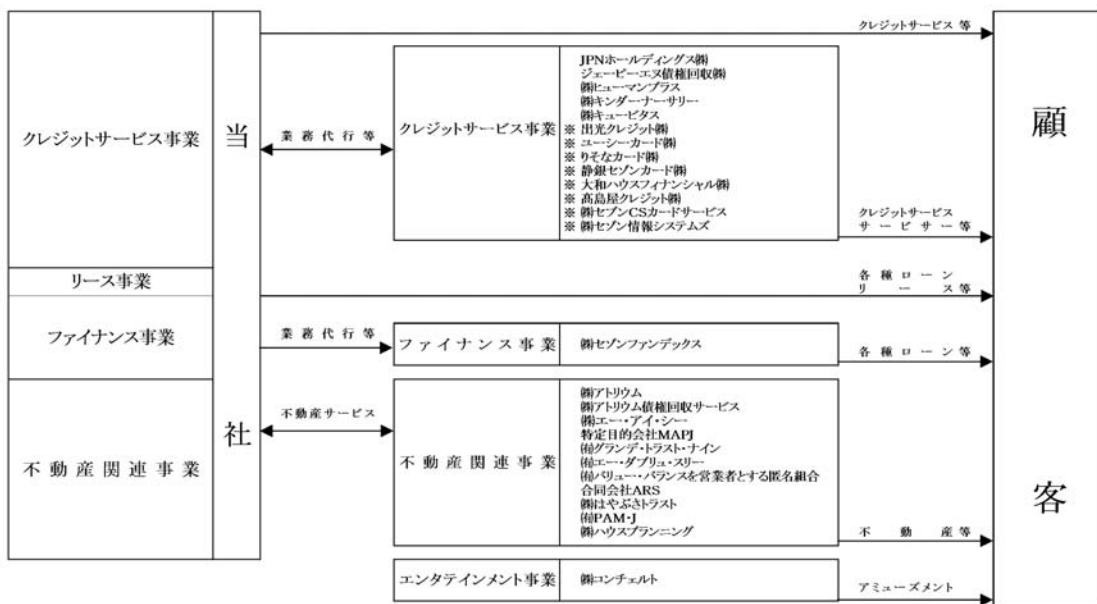 クレジットサービス等
クレジットサービス事業
当
業務代行等
クレジットサービス事業
JPNホールディングス㈱
ジェーピーエヌ債権回収㈱
㈱ヒューマンプラス
㈱キンダーナーサリー
㈱キュービタス
※ 出光クレジット㈱
※ ユーシーカード㈱
※ りそなカード㈱
※ 静銀セゾンカード㈱
※ 大和ハウスフィナンシャル㈱
※ 髙島屋クレジット㈱
※ ㈱セブンCSカードサービス
※ ㈱セゾン情報システムズ
クレジットサービス
サービサー等
顧
リース事業
各種ローン
リース等
ファイナンス事業
業務代行等
ファイナンス事業
㈱セゾンファンデックス
各種ローン等
不動産関連事業
社
不動産サービス
不動産関連事業
㈱アトリウム
㈱アトリウム債権回収サービス
㈱エー・アイ・シー
特定目的会社MAPJ
㈲グランデ・トラスト・ナイン
㈲エー・ダブリュ・スリー
㈲バリュー・バランスを営業者とする匿名組合
合同会社ARS
㈱はやぶさトラスト
㈲PAM・J
㈱ハウスプランニング
不動産等
客
エンタテインメント事業
㈱コンチェルト
アミューズメント